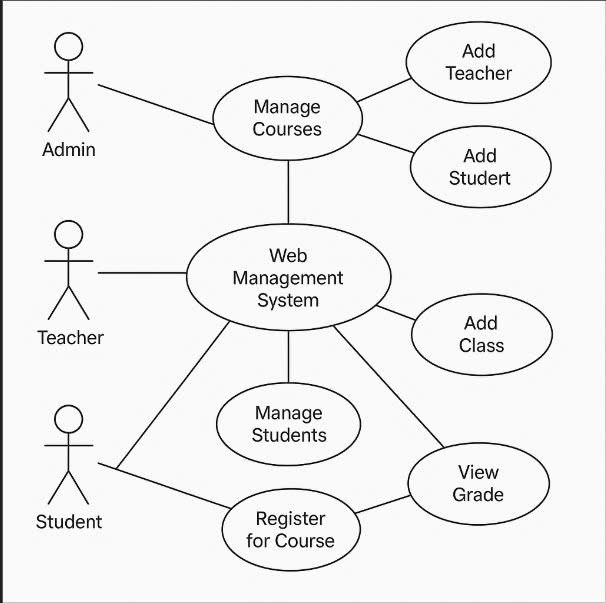 Admin
Manage
Courses
Add
Teacher
Add
Studert
Teacher
Web
Management
System
Add
Class
Manage
Students
Student
Register
for Course
View
Grade